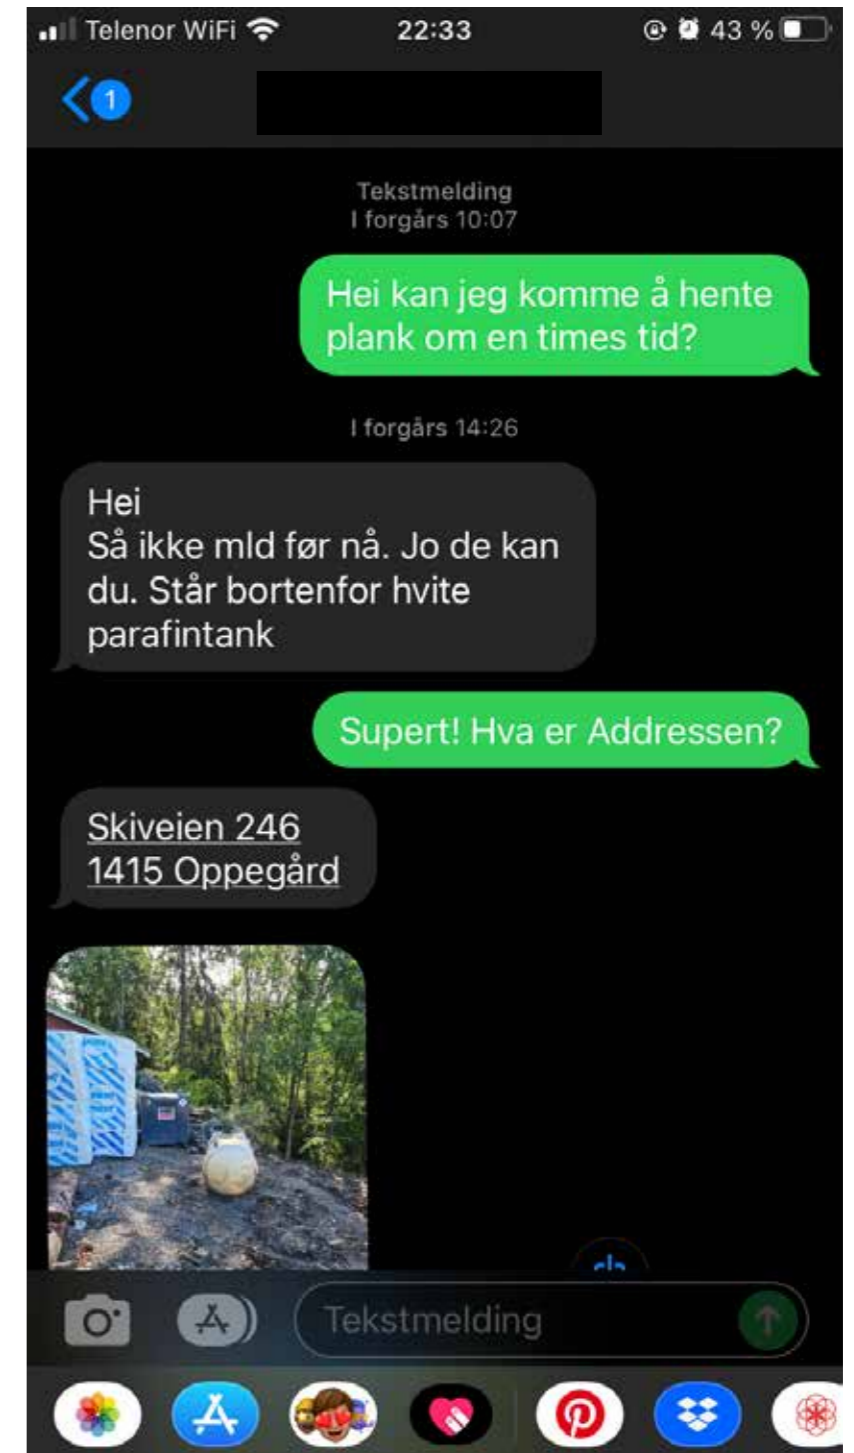 Telenor WiFi 22:33 43 %
1
Tekstmelding
I forgårs 10:07
Hei kan jeg komme å hente
plank om en times tid?
I forgårs 14:26
Hei
Så ikke mld før nå. Jo de kan
du. Står bortenfor hvite
parafintank
Supert! Hva er Addressen?
Skiveien 246
1415 Oppegård
Tekstmelding